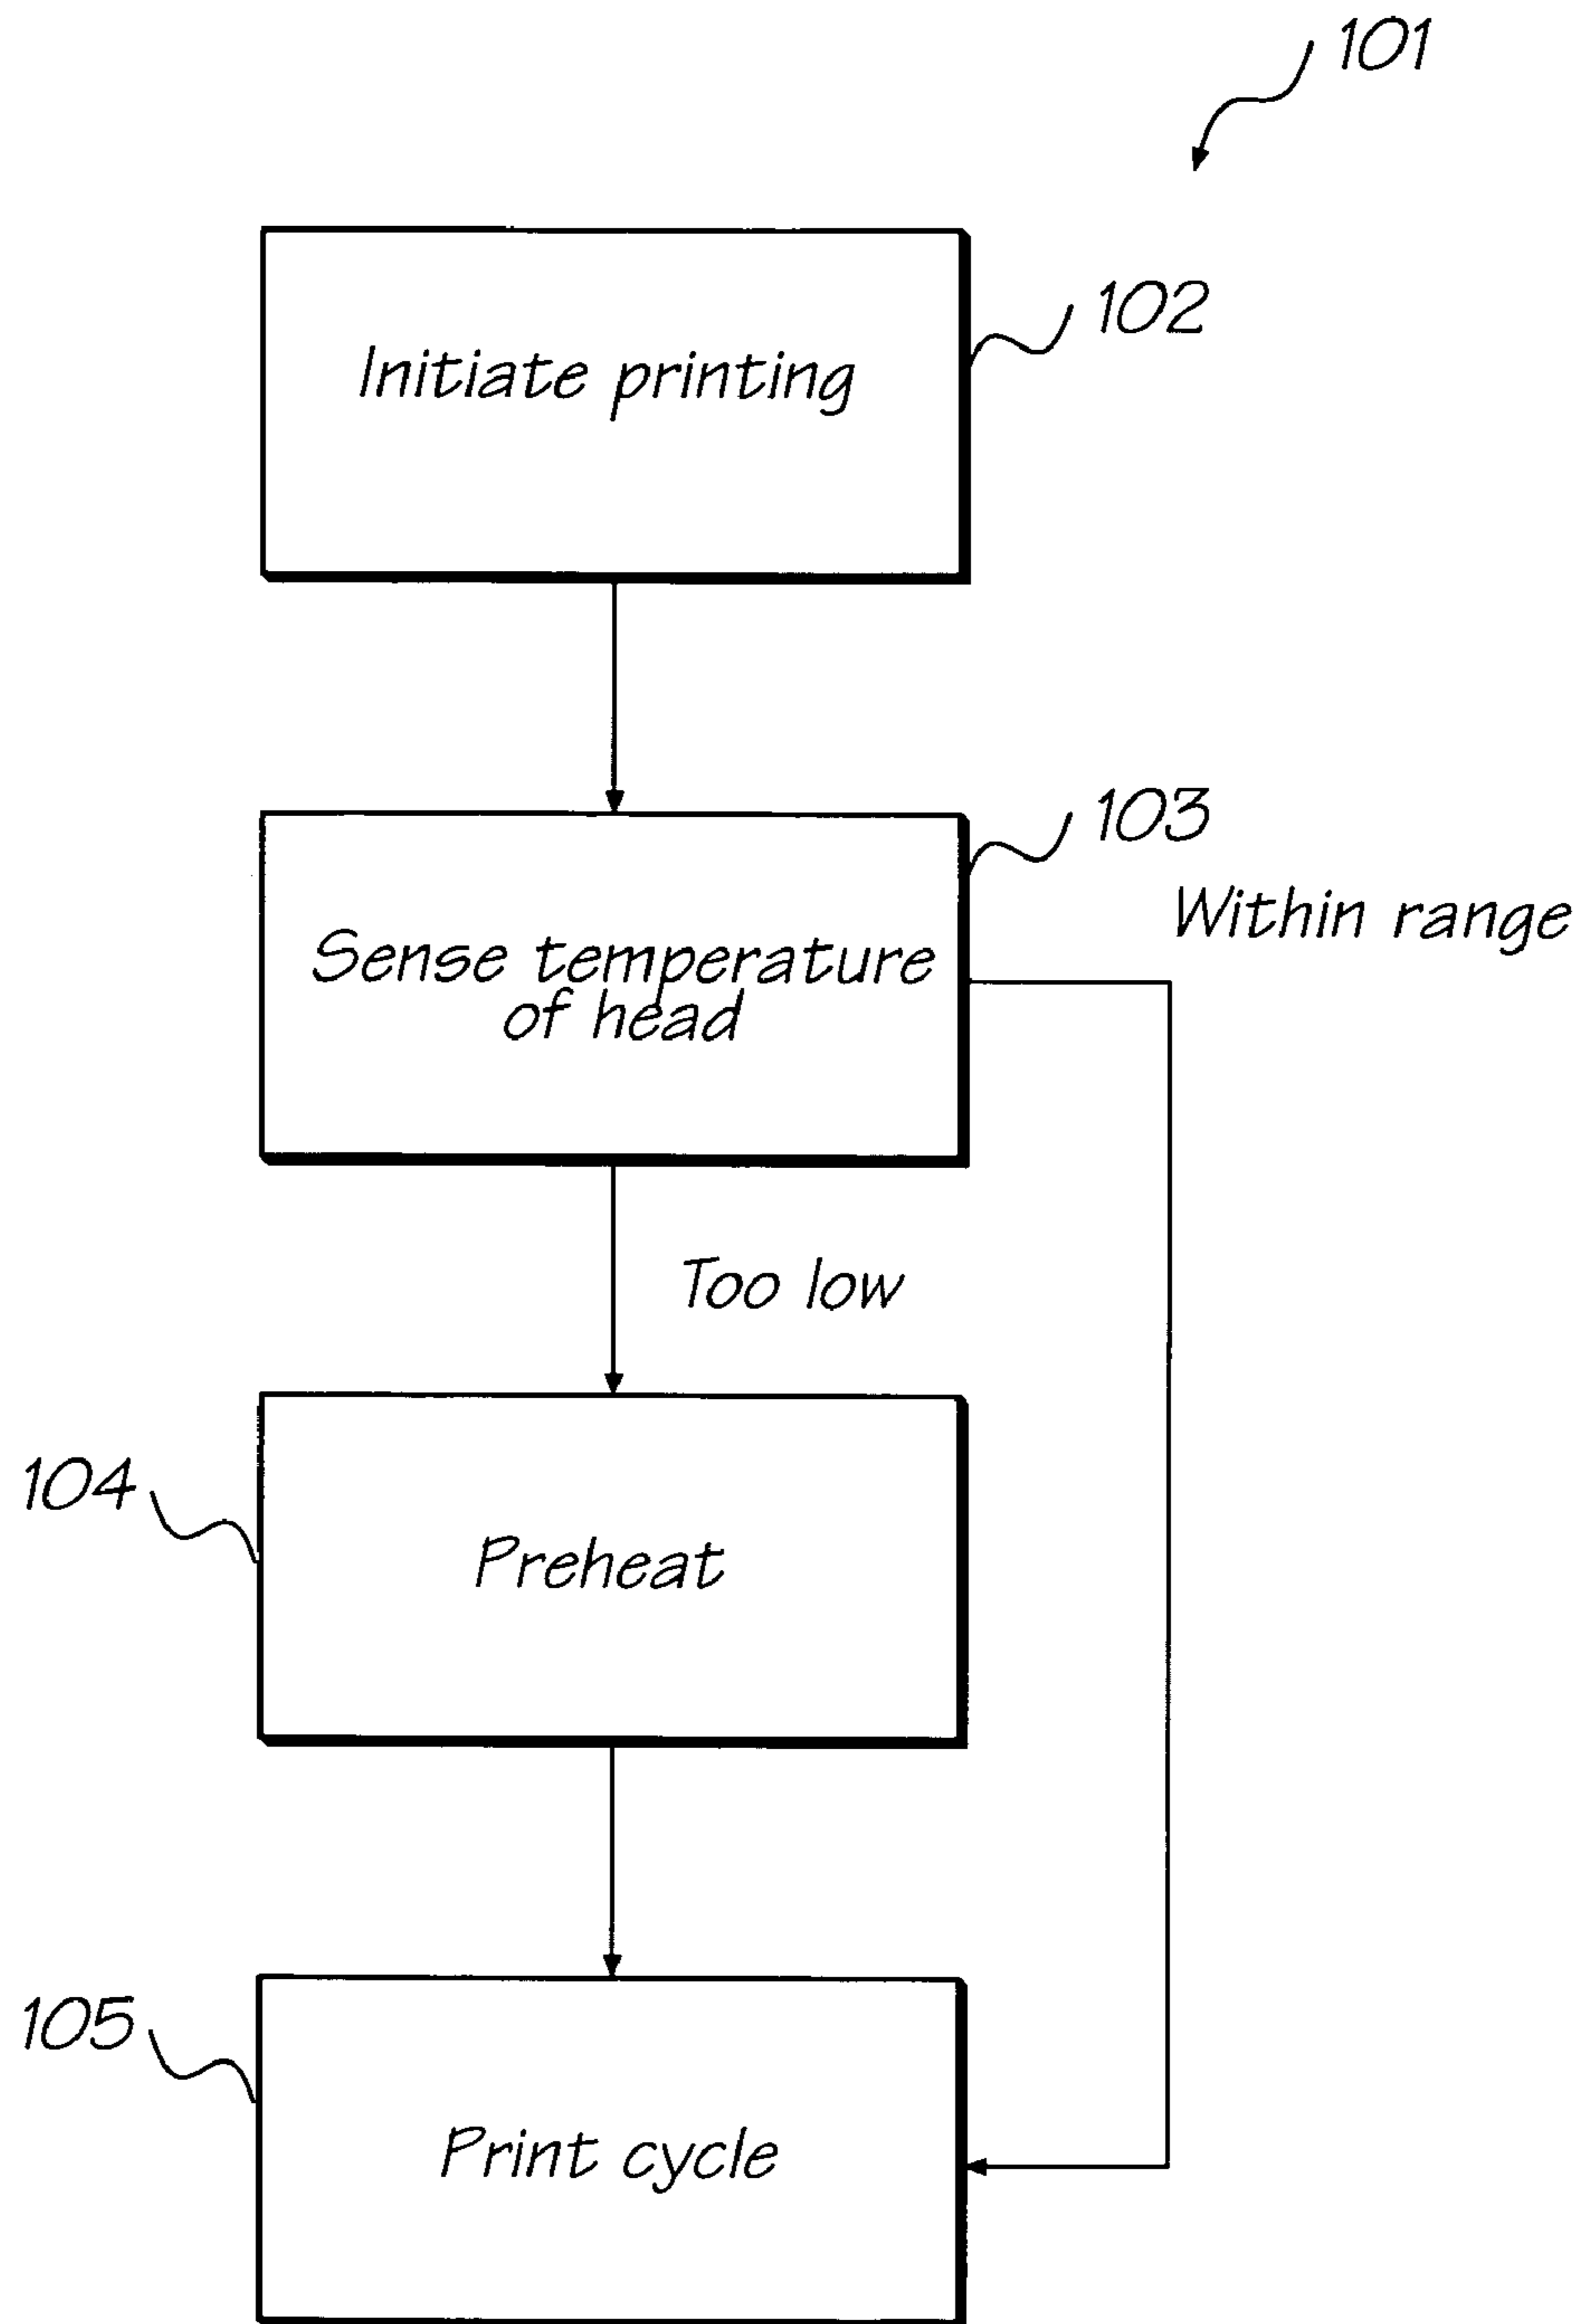 101
Initiate printing
102
103
Within range
Sense temperature
of head
Too low
104
Preheat
105
Print cycle